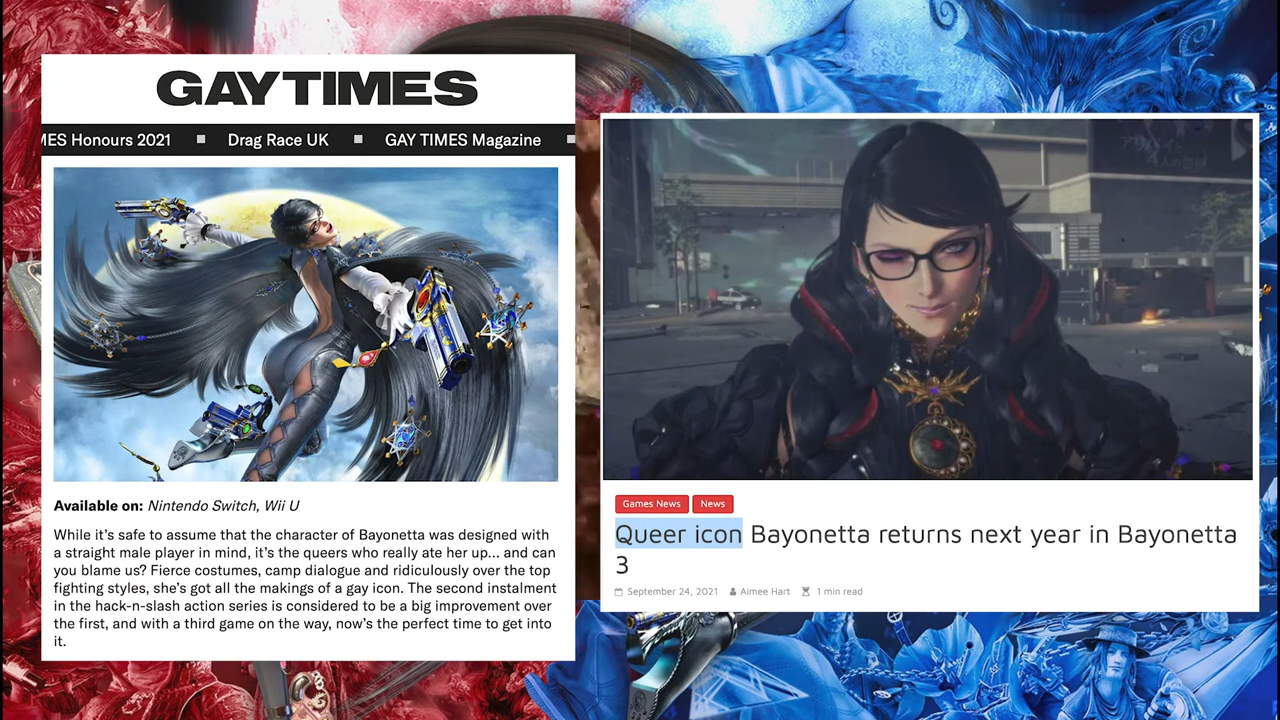 GAY TIMES
MES Honours 2021 ■ Drag Race UK ■ GAY TIMES Magazine ■
Available on: Nintendo Switch, Wii U
While it's safe to assume that the character of Bayonetta was designed with
a straight male player in mind, it's the queers who really ate her up... and can
you blame us? Fierce costumes, camp dialogue and ridiculously over the top
fighting styles, she's got all the makings of a gay icon. The second instalment
in the hack-n-slash action series is considered to be a big improvement over
the first, and with a third game on the way, now's the perfect time to get into
it.
Games News News
Queer icon Bayonetta returns next year in Bayonetta
3
September 24, 2021 Aimee Hart 1 min read